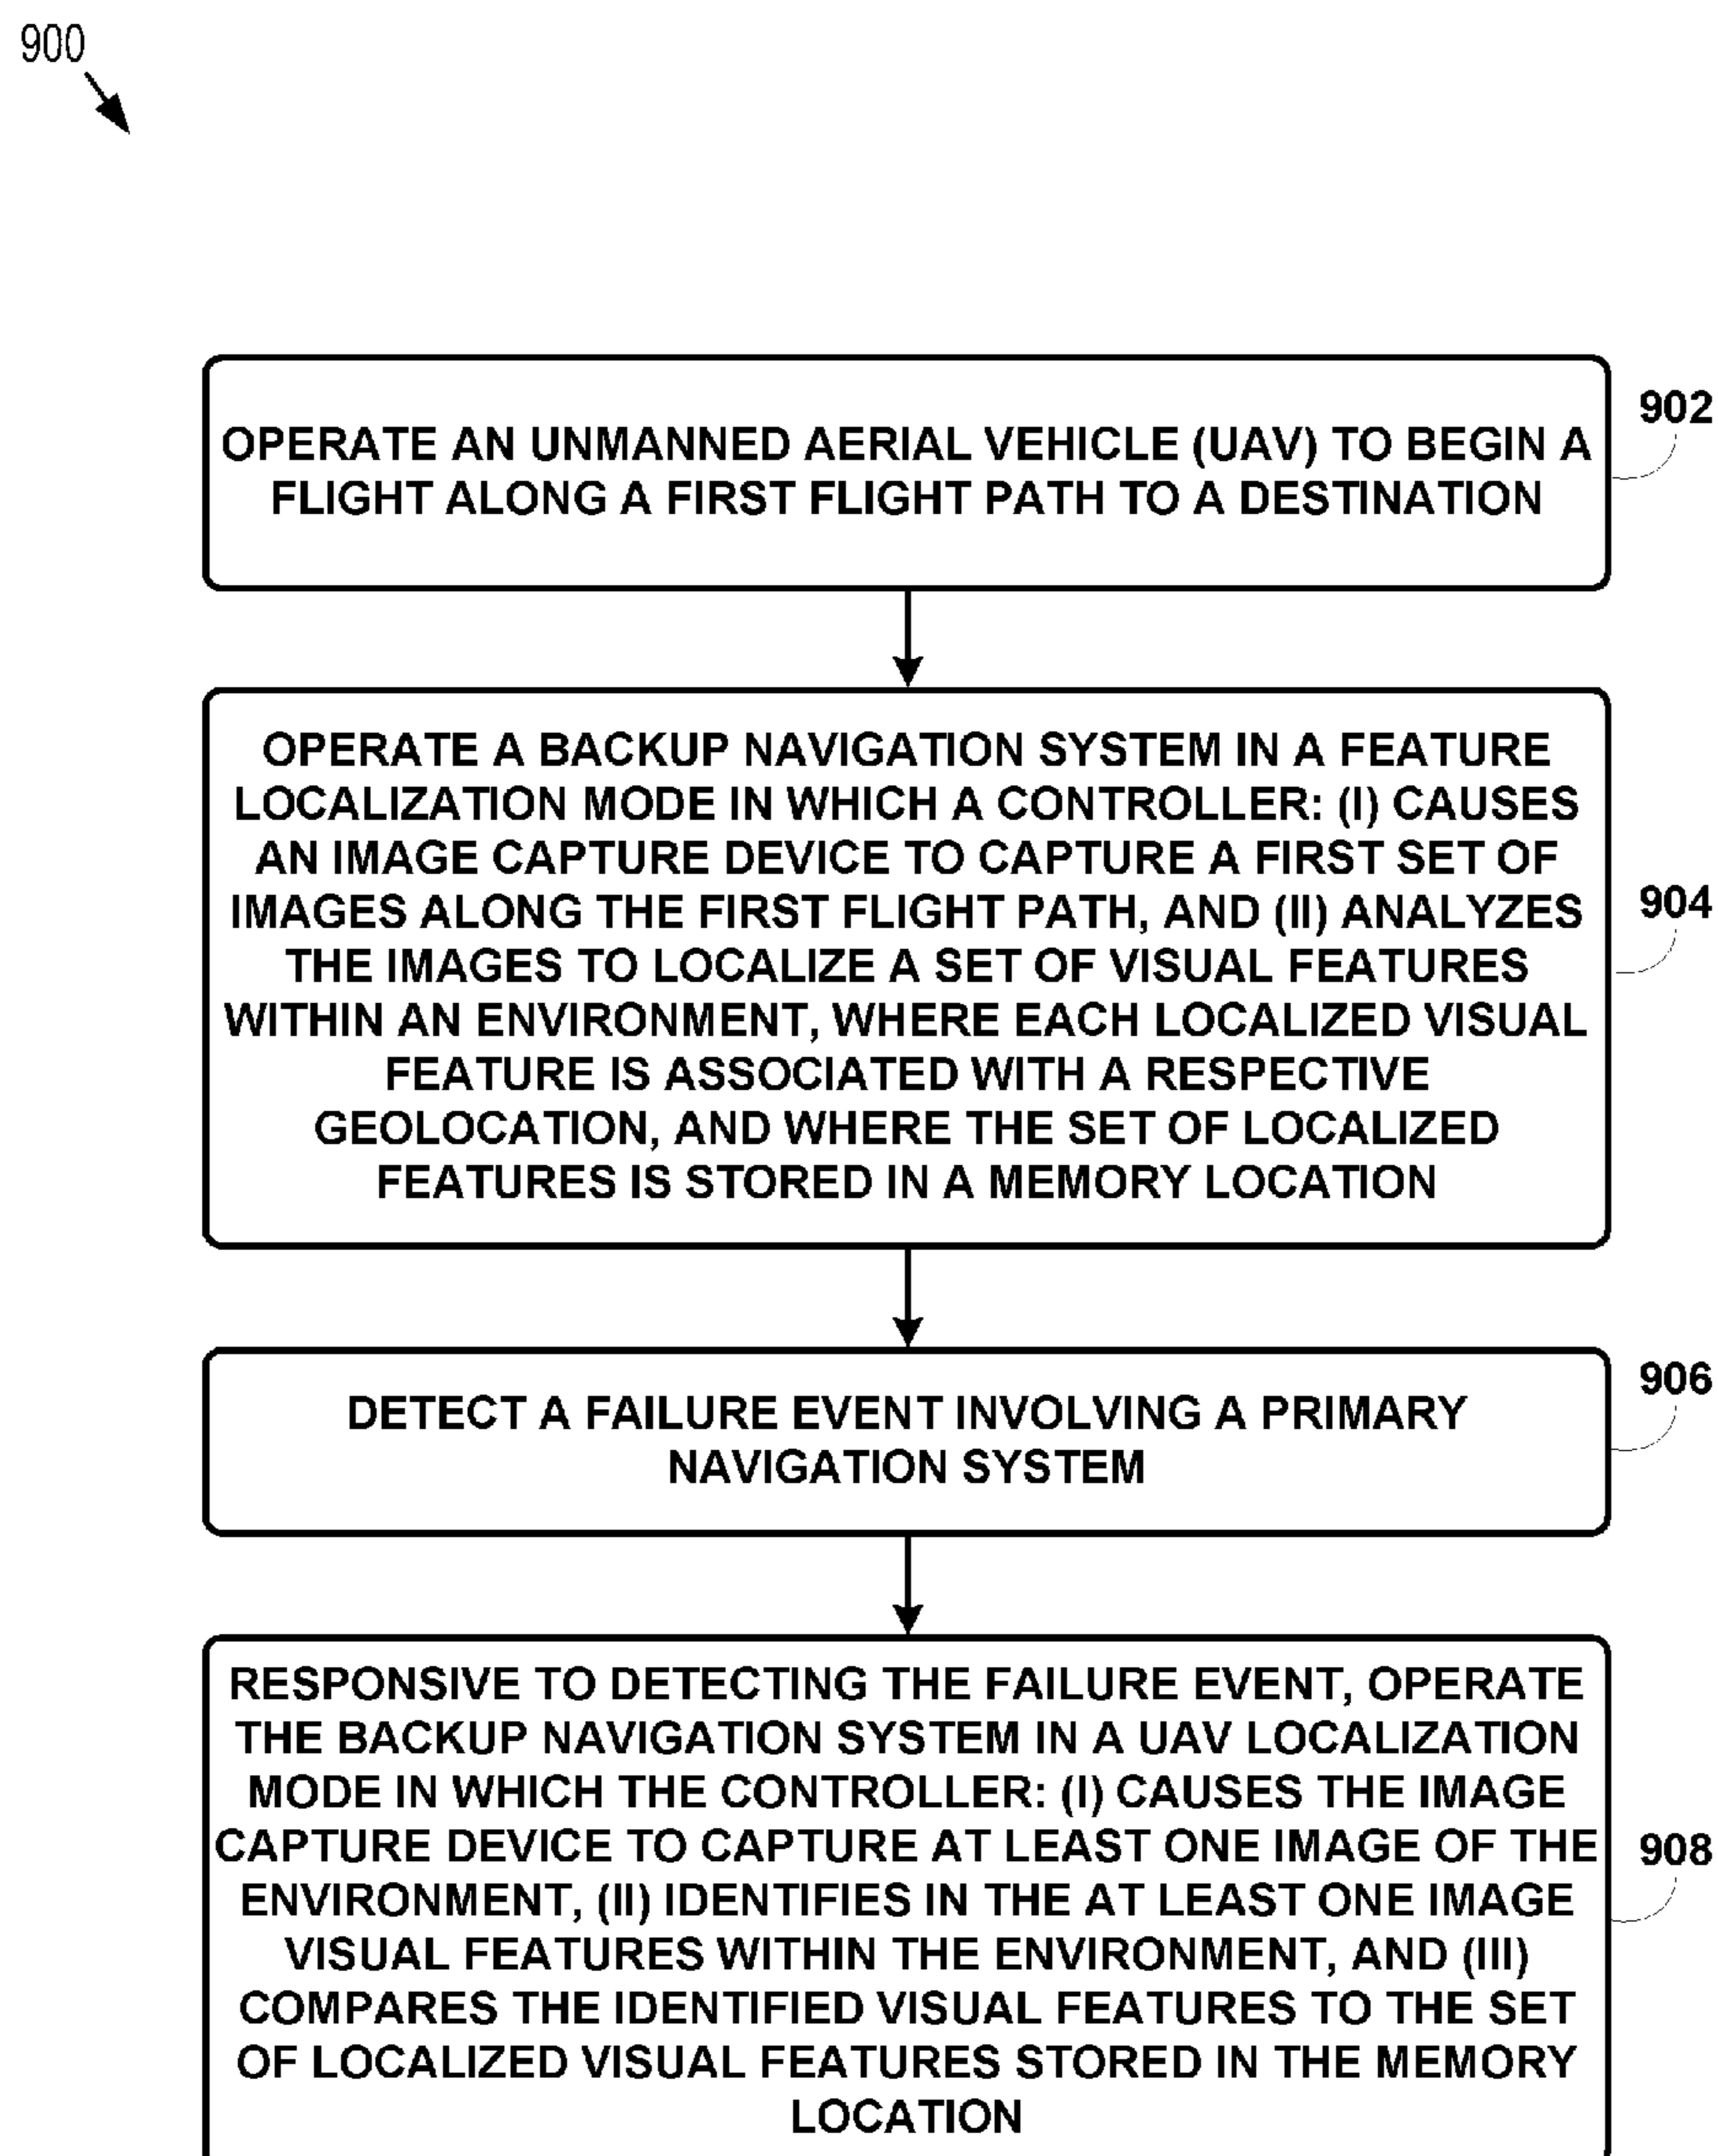 900
OPERATE AN UNMANNED AERIAL VEHICLE (UAV) TO BEGIN A
FLIGHT ALONG A FIRST FLIGHT PATH TO A DESTINATION
902
OPERATE A BACKUP NAVIGATION SYSTEM IN A FEATURE
LOCALIZATION MODE IN WHICH A CONTROLLER: (I) CAUSES
AN IMAGE CAPTURE DEVICE TO CAPTURE A FIRST SET OF
IMAGES ALONG THE FIRST FLIGHT PATH, AND (II) ANALYZES
THE IMAGES TO LOCALIZE A SET OF VISUAL FEATURES
WITHIN AN ENVIRONMENT, WHERE EACH LOCALIZED VISUAL
FEATURE IS ASSOCIATED WITH A RESPECTIVE
GEOLOCATION, AND WHERE THE SET OF LOCALIZED
FEATURES IS STORED IN A MEMORY LOCATION
904
DETECT A FAILURE EVENT INVOLVING A PRIMARY
NAVIGATION SYSTEM
906
RESPONSIVE TO DETECTING THE FAILURE EVENT, OPERATE
THE BACKUP NAVIGATION SYSTEM IN A UAV LOCALIZATION
MODE IN WHICH THE CONTROLLER: (I) CAUSES THE IMAGE
CAPTURE DEVICE TO CAPTURE AT LEAST ONE IMAGE OF THE
ENVIRONMENT, (II) IDENTIFIES IN THE AT LEAST ONE IMAGE
VISUAL FEATURES WITHIN THE ENVIRONMENT, AND (III)
COMPARES THE IDENTIFIED VISUAL FEATURES TO THE SET
OF LOCALIZED VISUAL FEATURES STORED IN THE MEMORY
LOCATION
908